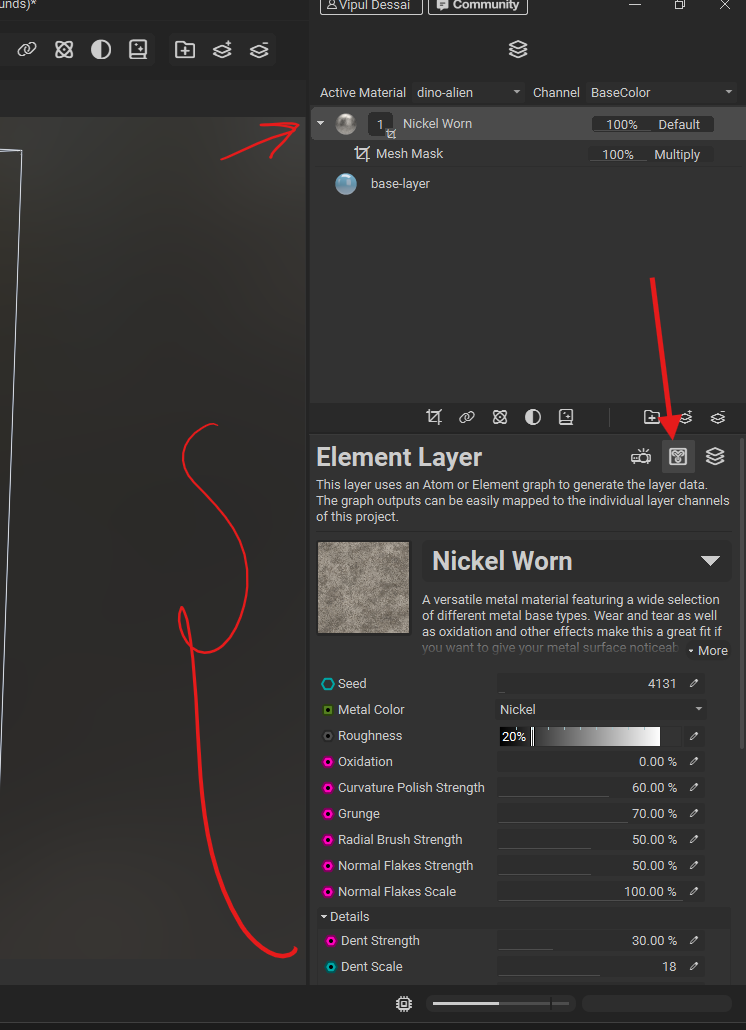 unds)*
Vipul Dessai Community
Active Material dino-alien Channel BaseColor
1 Nickel Worn 100% Default
Mesh Mask 100% Multiply
base-layer
Element Layer
This layer uses an Atom or Element graph to generate the layer data.
The graph outputs can be easily mapped to the individual layer channels
of this project.
Nickel Worn
A versatile metal material featuring a wide selection
of different metal base types. Wear and tear as well
as oxidation and other effects make this a great fit if
you want to give your metal surface noticeab
More
Seed 4131
Metal Color Nickel
Roughness 20%
Oxidation 0.00 %
Curvature Polish Strength 60.00 %
Grunge 70.00 %
Radial Brush Strength 50.00 %
Normal Flakes Strength 50.00 %
Normal Flakes Scale 100.00 %
Details
Dent Strength 30.00 %
Dent Scale 18